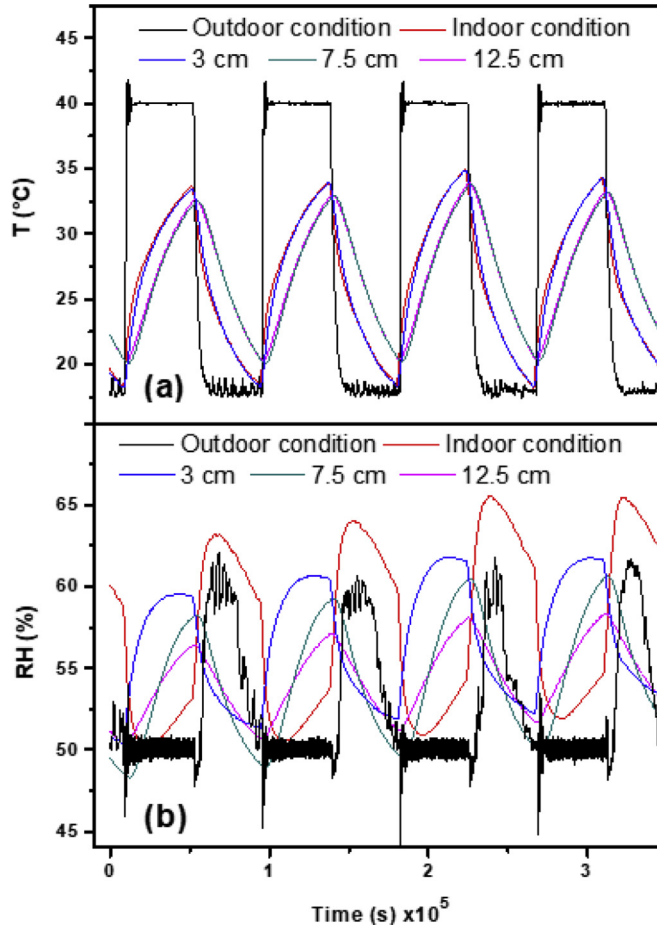 Outdoor condition Indoor condition
3 cm 7.5 cm 12.5 cm
45
40
35
30
25
20
T (°C)
(a)
Outdoor condition Indoor condition
3 cm 7.5 cm 12.5 cm
65
60
55
50
45
RH (%)
(b)
0 1 2 3
Time (s) x10⁵